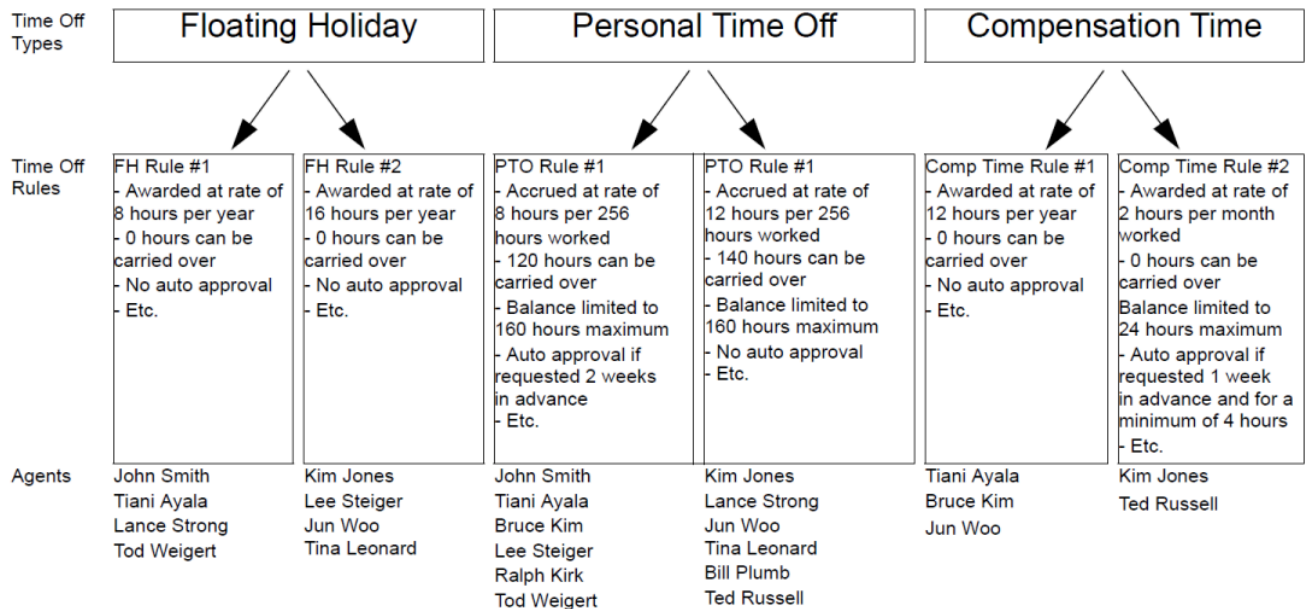 Time Off
Types
Floating Holiday
Personal Time Off
Compensation Time
Time Off
Rules
FH Rule #1
- Awarded at rate of
8 hours per year
- 0 hours can be
carried over
- No auto approval
- Etc.
FH Rule #2
- Awarded at rate of
16 hours per year
- 0 hours can be
carried over
- No auto approval
- Etc.
PTO Rule #1
- Accrued at rate of
8 hours per 256
hours worked
- 120 hours can be
carried over
- Balance limited to
160 hours maximum
- Auto approval if
requested 2 weeks
in advance
- Etc.
PTO Rule #1
- Accrued at rate of
12 hours per 256
hours worked
- 140 hours can be
carried over
- Balance limited to
160 hours maximum
- No auto approval
- Etc.
Comp Time Rule #1
- Awarded at rate of
12 hours per year
- 0 hours can be
carried over
- No auto approval
- Etc.
Comp Time Rule #2
- Awarded at rate of
2 hours per month
worked
- 0 hours can be
carried over
Balance limited to
24 hours maximum
- Auto approval if
requested 1 week
in advance and for a
minimum of 4 hours
- Etc.
Agents
John Smith
Tiani Ayala
Lance Strong
Tod Weigert
Kim Jones
Lee Steiger
Jun Woo
Tina Leonard
John Smith
Tiani Ayala
Bruce Kim
Lee Steiger
Ralph Kirk
Tod Weigert
Kim Jones
Lance Strong
Jun Woo
Tina Leonard
Bill Plumb
Ted Russell
Tiani Ayala
Bruce Kim
Jun Woo
Kim Jones
Ted Russell